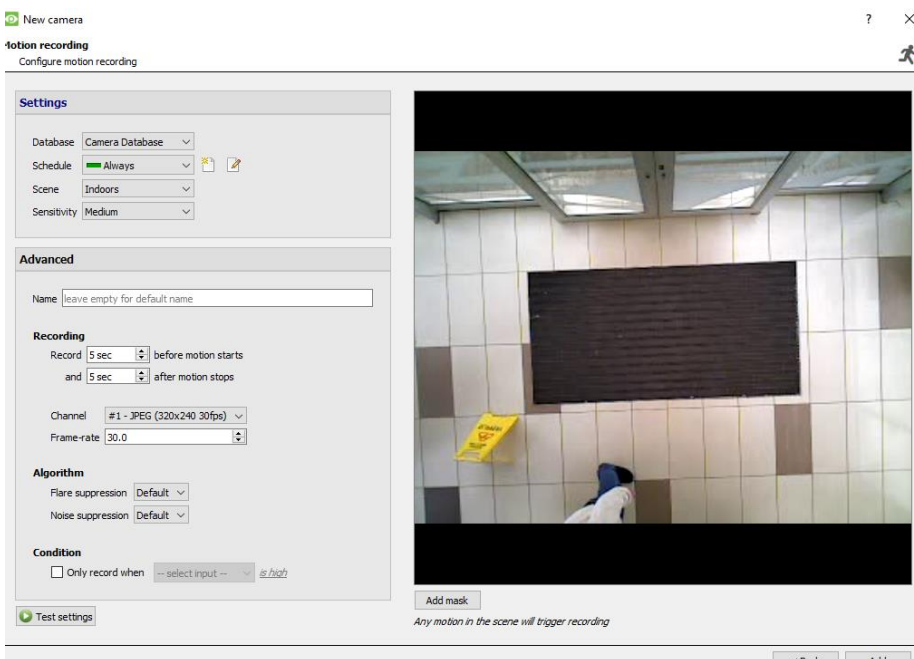 New camera
?
Motion recording
Configure motion recording
Settings
Database Camera Database
Schedule Always
Scene Indoors
Sensitivity Medium
Advanced
Name leave empty for default name
Recording
Record 5 sec before motion starts
and 5 sec after motion stops
Channel #1 - JPEG (320x240 30fps)
Frame-rate 30.0
Algorithm
Flare suppression Default
Noise suppression Default
Condition
Only record when -- select input -- is high
Test settings
Add mask
Any motion in the scene will trigger recording